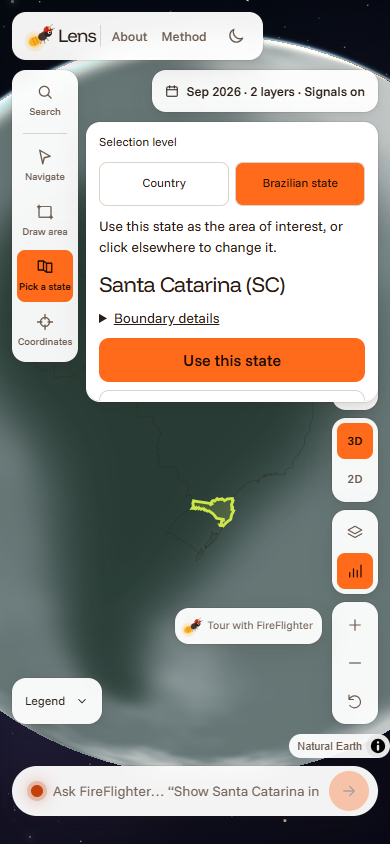 Lens
About
Method
Sep 2026 · 2 layers · Signals on
Search
Navigate
Draw area
Pick a state
Coordinates
Selection level
Country
Brazilian state
Use this state as the area of interest, or
click elsewhere to change it.
Santa Catarina (SC)
Boundary details
Use this state
3D
2D
Tour with FireFlighter
Legend
Natural Earth
Ask FireFlighter… “Show Santa Catarina in